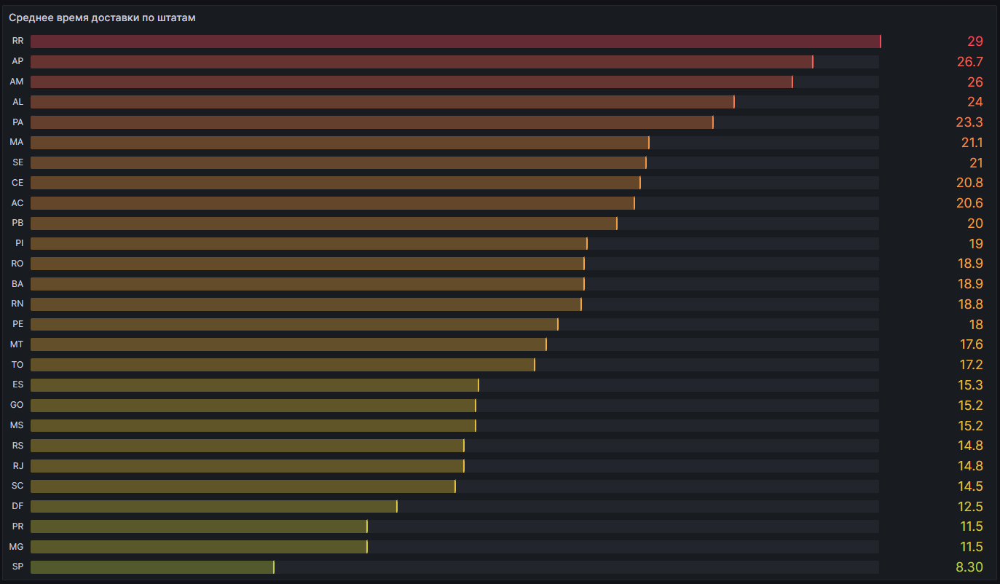 Среднее время доставки по штатам
RR 29
AP 26.7
AM 26
AL 24
PA 23.3
MA 21.1
SE 21
CE 20.8
AC 20.6
PB 20
PI 19
RO 18.9
BA 18.9
RN 18.8
PE 18
MT 17.6
TO 17.2
ES 15.3
GO 15.2
MS 15.2
RS 14.8
RJ 14.8
SC 14.5
DF 12.5
PR 11.5
MG 11.5
SP 8.30